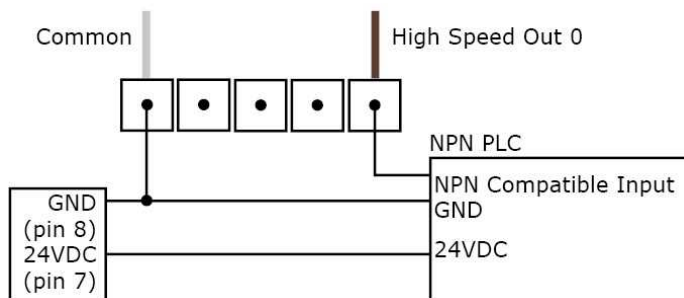 Common
High Speed Out 0
NPN PLC
NPN Compatible Input
GND
GND
(pin 8)
24VDC
(pin 7)
24VDC